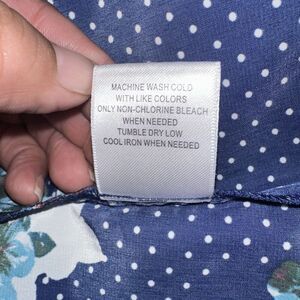 MACHINE WASH COLD
WITH LIKE COLORS
ONLY NON-CHLORINE BLEACH
WHEN NEEDED
TUMBLE DRY LOW
COOL IRON WHEN NEEDED